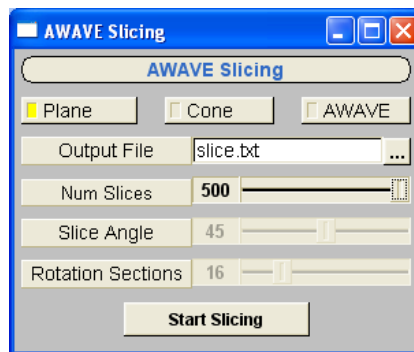 AWAVE Slicing
AWAVE Slicing
Plane Cone AWAVE
Output File slice.txt ...
Num Slices 500
Slice Angle 45
Rotation Sections 16
Start Slicing